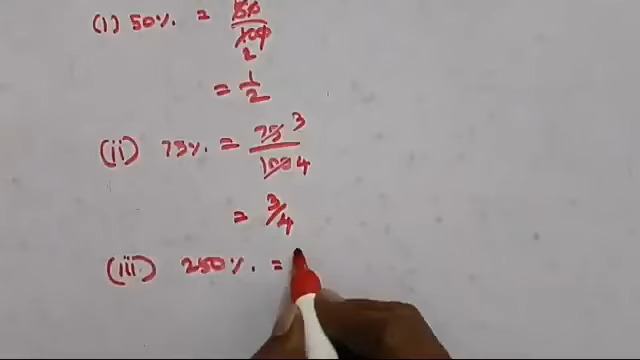 (i) 50% = 50/100 2
= 1/2
(ii) 75% = 75 3/100 4
= 3/4
(iii) 250% =